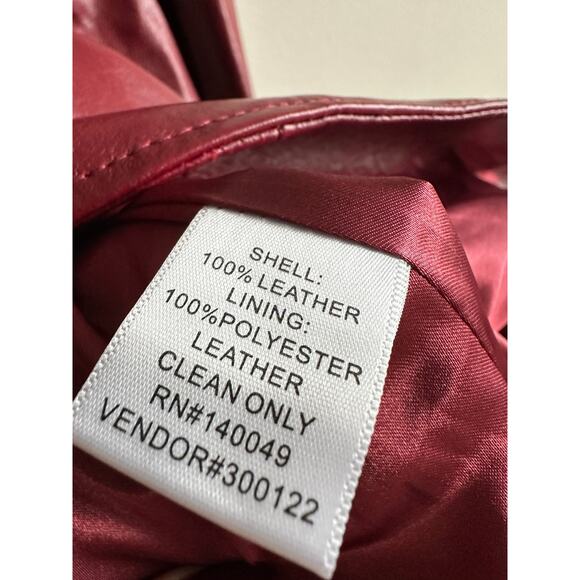 SHELL:
100% LEATHER
LINING:
100%POLYESTER
LEATHER
CLEAN ONLY
RN#140049
VENDOR#300122